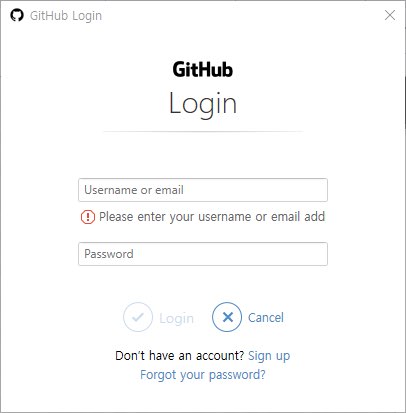 GitHub Login
GitHub
Login
Username or email
Please enter your username or email add
Password
Login Cancel
Don't have an account? Sign up
Forgot your password?